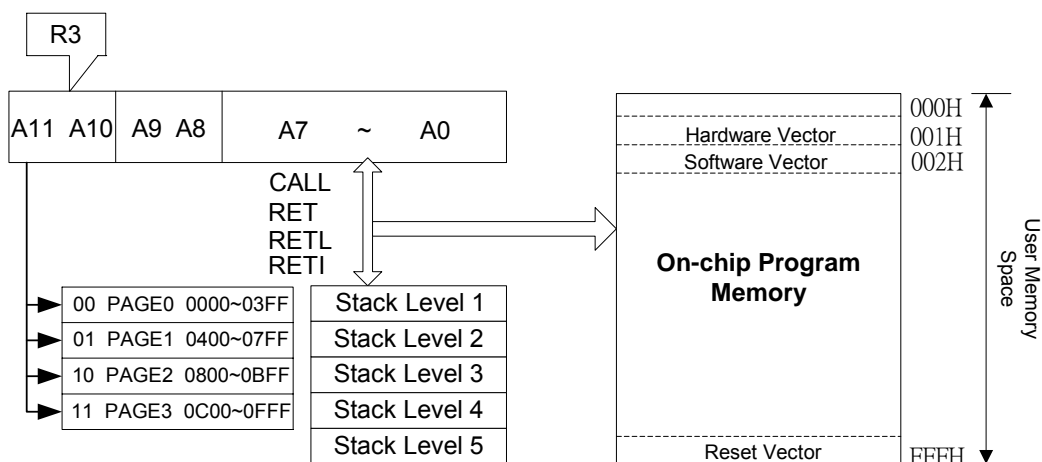 R3
A11 A10 A9 A8 A7 ~ A0
CALL
RET
RETL
RETI
00 PAGE0 0000~03FF
01 PAGE1 0400~07FF
10 PAGE2 0800~0BFF
11 PAGE3 0C00~0FFF
Stack Level 1
Stack Level 2
Stack Level 3
Stack Level 4
Stack Level 5
000H
Hardware Vector 001H
Software Vector 002H
On-chip Program
Memory
Reset Vector FFFH
User Memory
Space